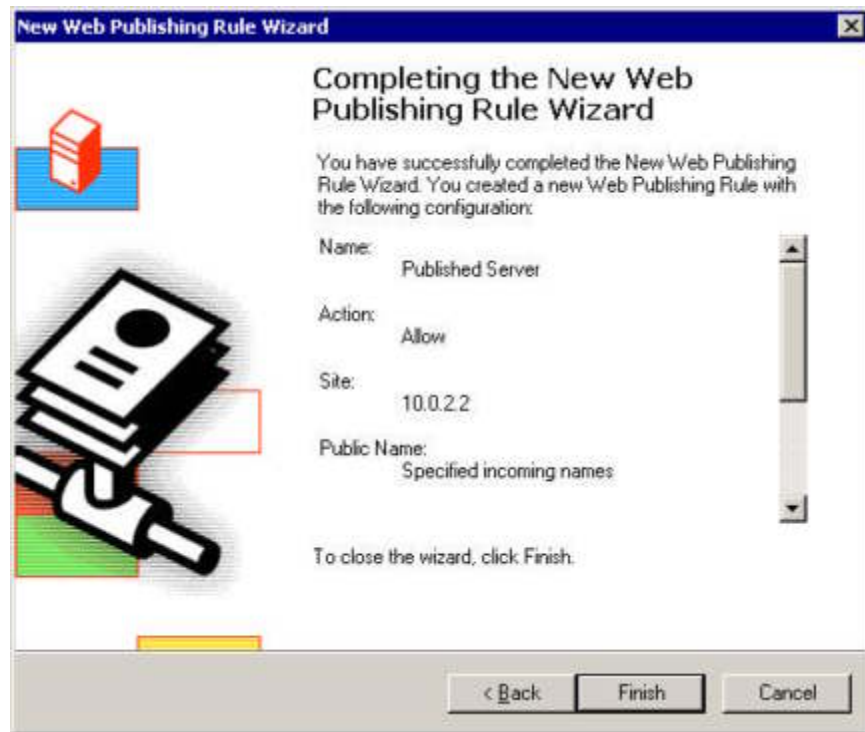 New Web Publishing Rule Wizard
Completing the New Web
Publishing Rule Wizard
You have successfully completed the New Web Publishing
Rule Wizard. You created a new Web Publishing Rule with
the following configuration:
Name:
Published Server
Action:
Allow
Site:
10.0.2.2
Public Name:
Specified incoming names
To close the wizard, click Finish.
< Back
Finish
Cancel